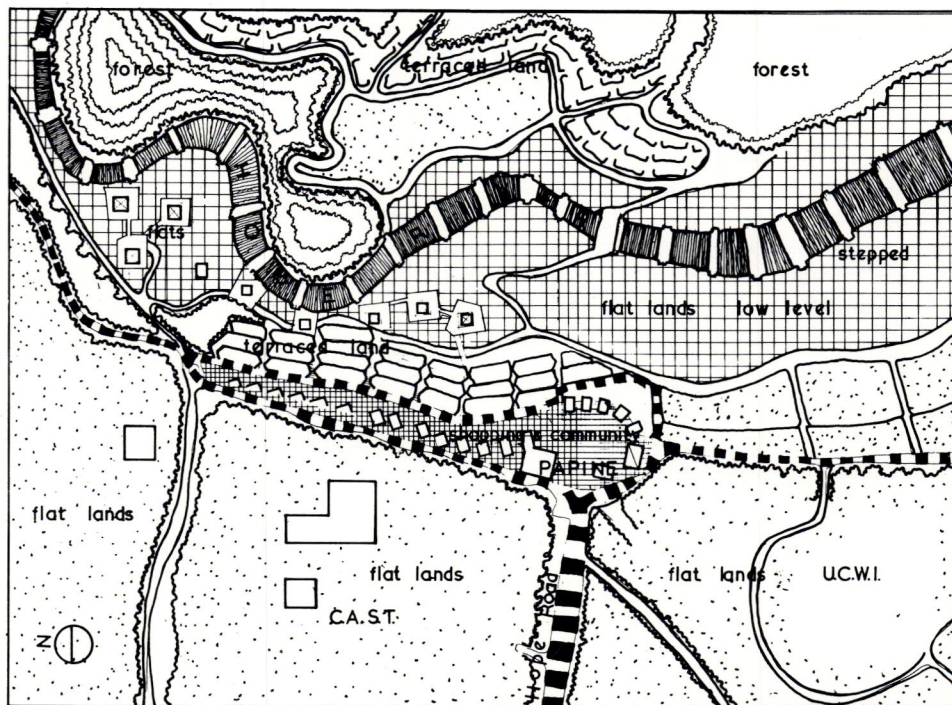 forest
terraced land
forest
flats
stepped
flat lands low level
terraced land
shopping & community
PAPINE
flat lands
flat lands
C.A.S.T.
Hope Road
flat lands
U.C.W.I.
N